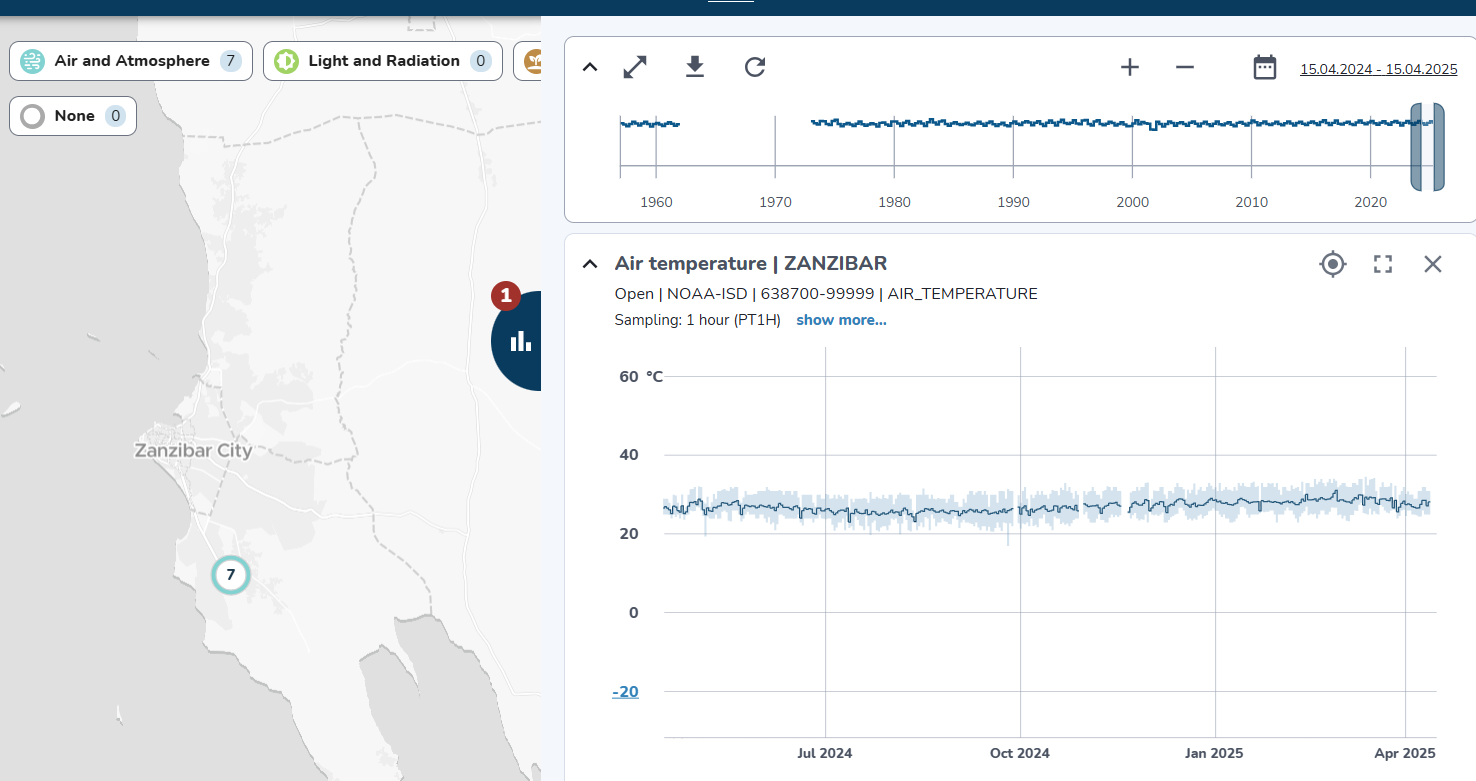 Air and Atmosphere 7
Light and Radiation 0
None 0
Zanzibar City
7
1
15.04.2024 - 15.04.2025
1960 1970 1980 1990 2000 2010 2020
Air temperature | ZANZIBAR
Open | NOAA-ISD | 638700-99999 | AIR_TEMPERATURE
Sampling: 1 hour (PT1H) show more...
60 °C
40
20
0
-20
Jul 2024 Oct 2024 Jan 2025 Apr 2025